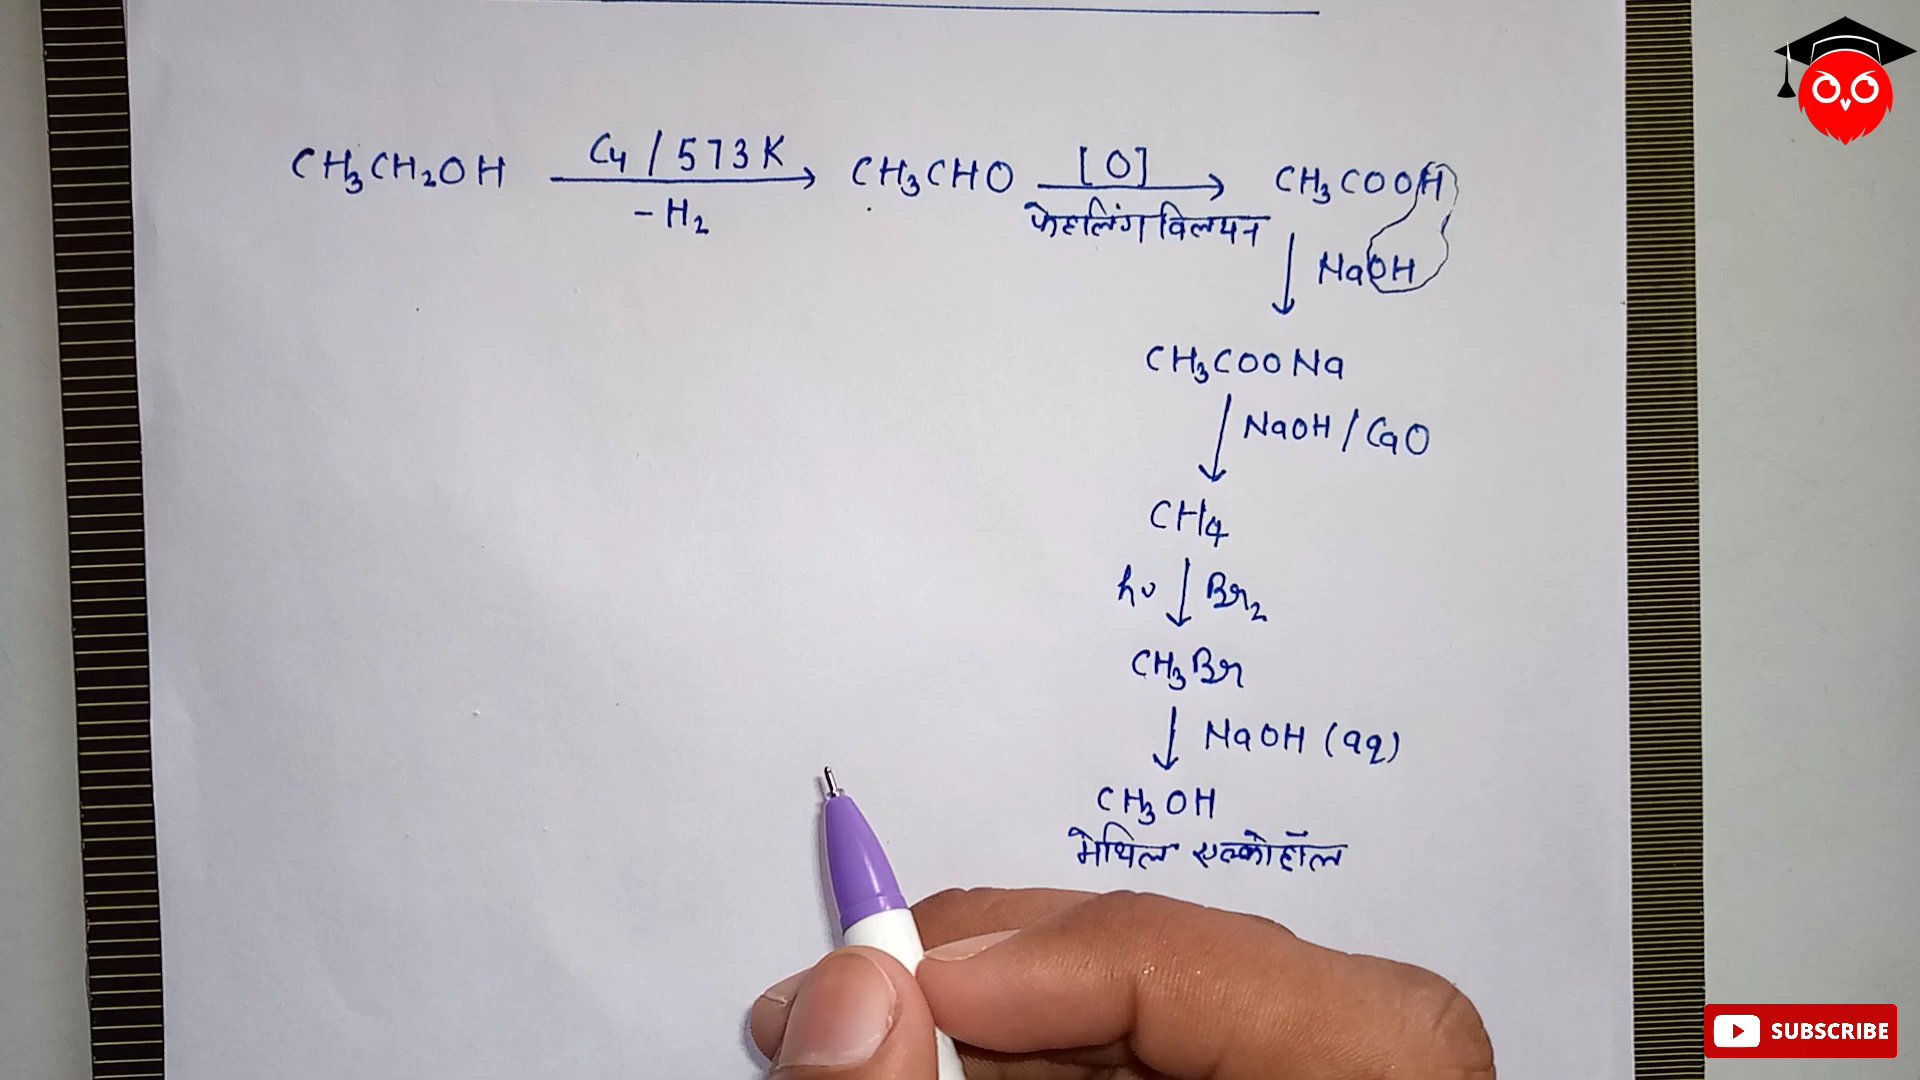 CH₃CH₂OH Cu / 573 K CH₃CHO [O] CH₃COOH
- H₂ फेहलिंग विलयन
NaOH
CH₃COONa
NaOH / CaO
CH₄
hν Br₂
CH₃Br
NaOH (aq)
CH₃OH
मेथिल एल्कोहॉल
SUBSCRIBE